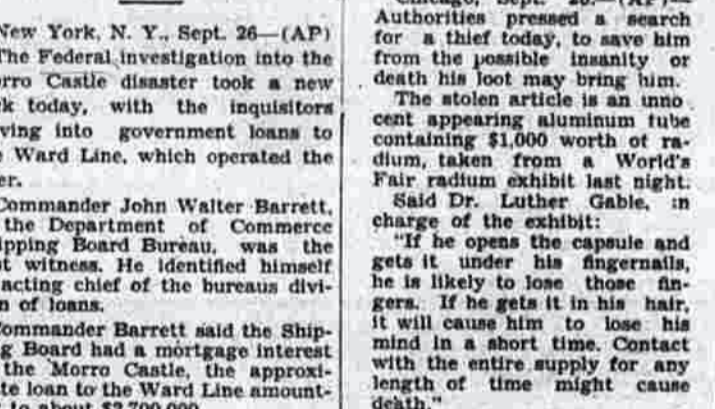 New York, N. Y., Sept. 26—(AP)
The Federal investigation into the
rro Castle disaster took a new
k today, with the inquisitors
ving into government loans to
e Ward Line, which operated the
er.
Commander John Walter Barrett,
the Department of Commerce
ipping Board Bureau, was the
t witness. He identified himself
acting chief of the bureaus divi-
n of loans.
Commander Barrett said the Ship-
g Board had a mortgage interest
the Morro Castle, the approxi-
te loan to the Ward Line amount-
to about $2,700,000
Chicago, Sept. 26.—(AP)—
Authorities pressed a search
for a thief today, to save him
from the possible insanity or
death his loot may bring him.
The stolen article is an inno
cent appearing aluminum tube
containing $1,000 worth of ra-
dium, taken from a World's
Fair radium exhibit last night.
Said Dr. Luther Gable, in
charge of the exhibit:
"If he opens the capsule and
gets it under his fingernails,
he is likely to lose those fin-
gers. If he gets it in his hair,
it will cause him to lose his
mind in a short time. Contact
with the entire supply for any
length of time might cause
death."